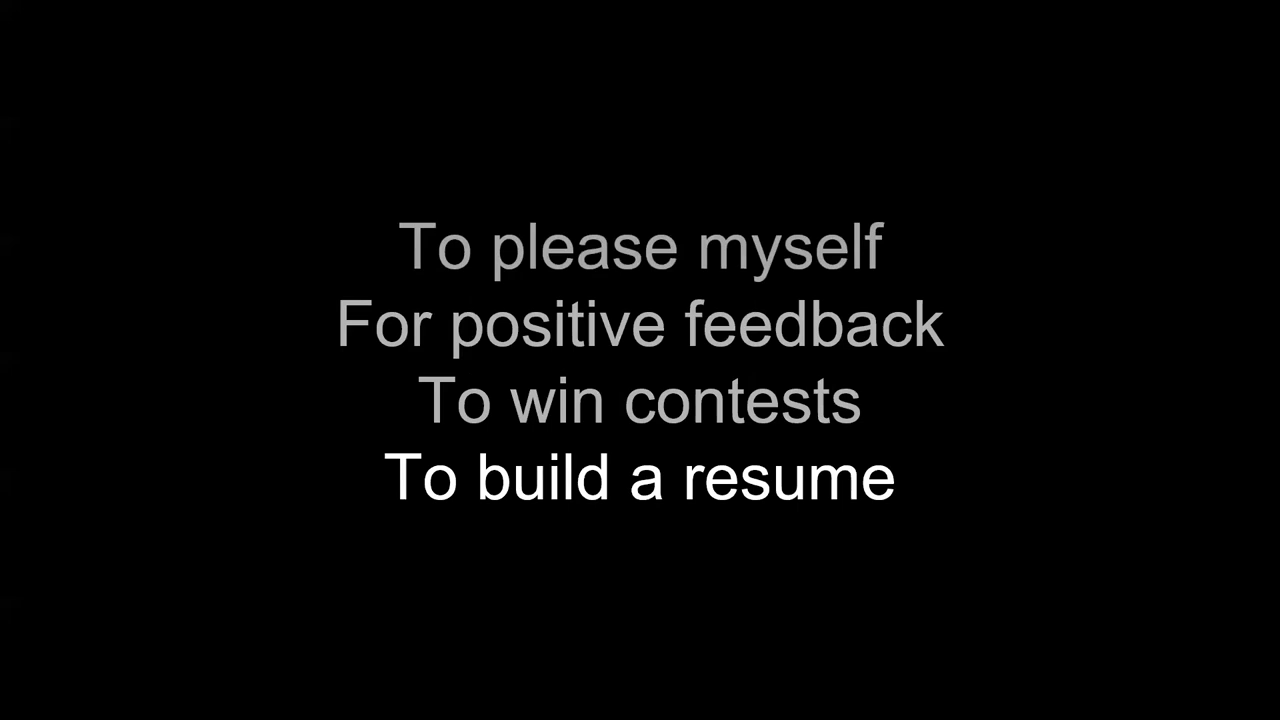 To please myself
For positive feedback
To win contests
To build a resume